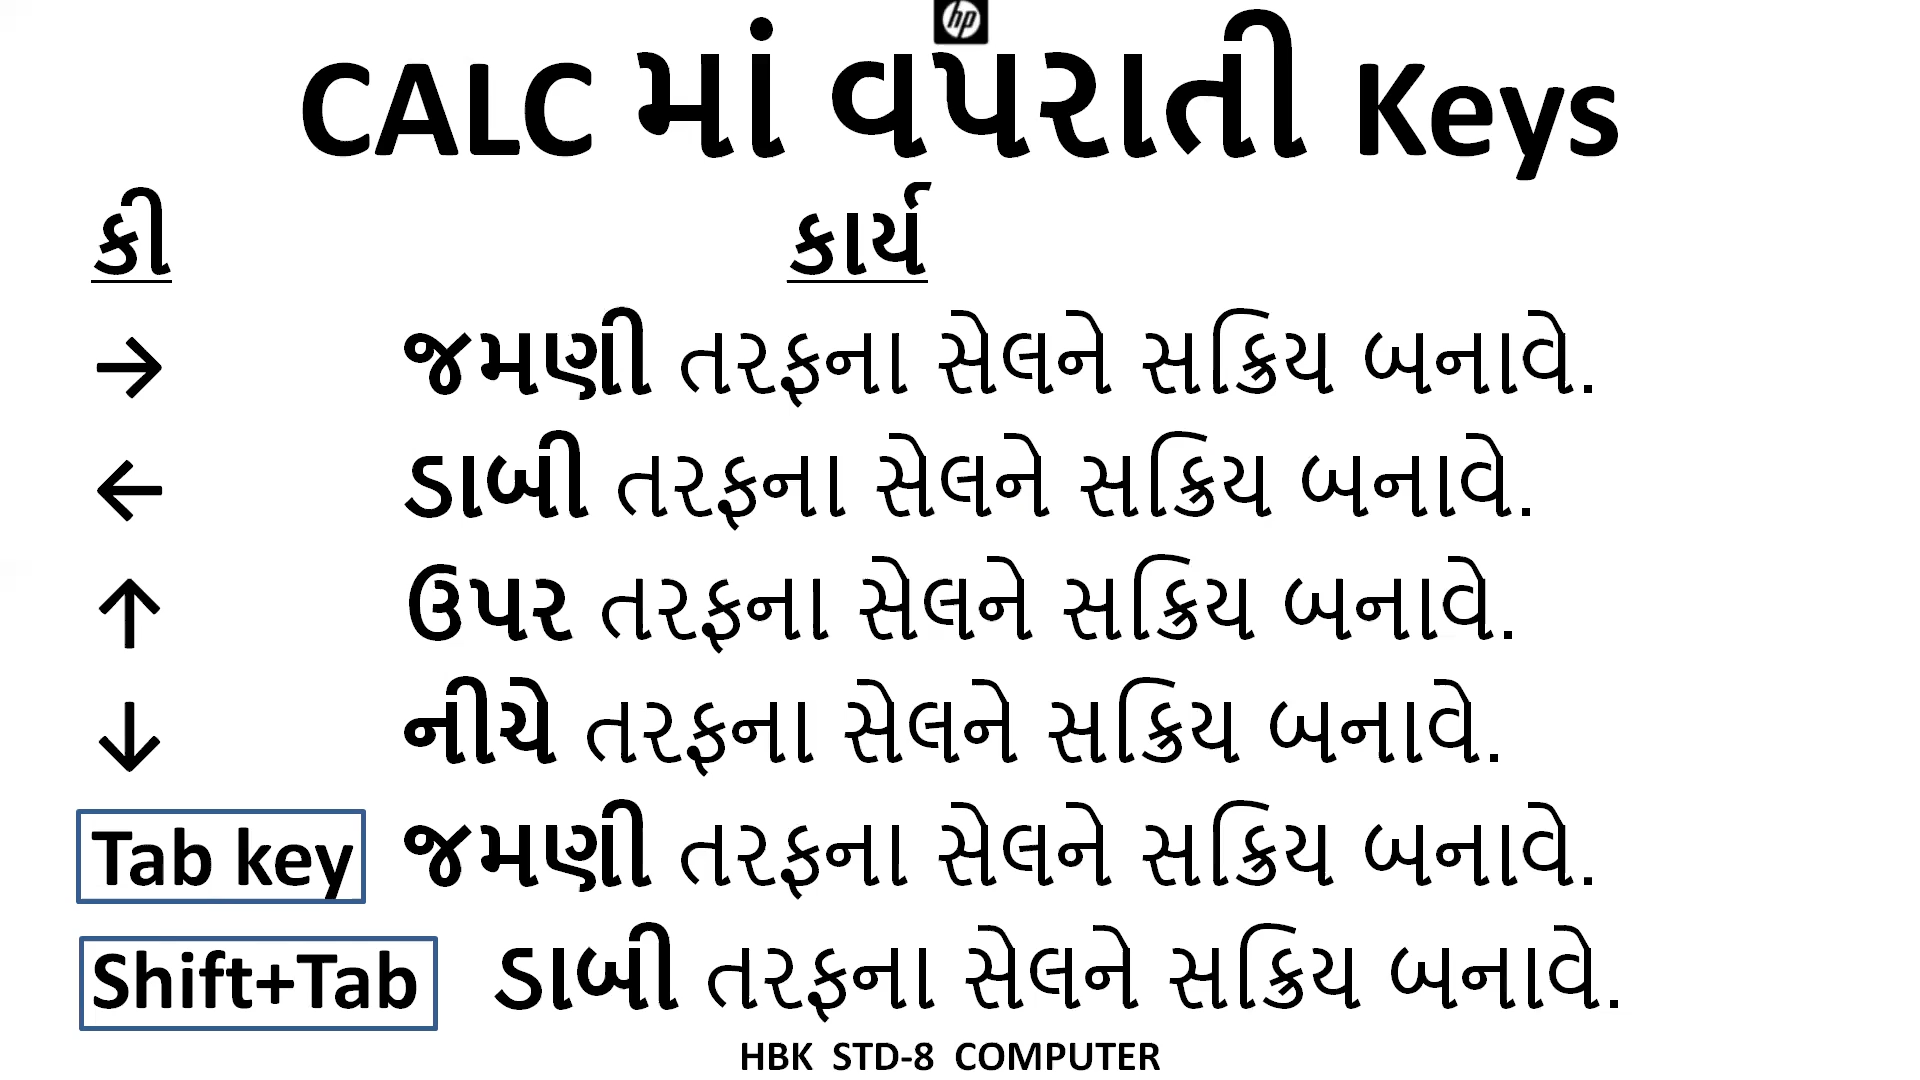 hp
CALC માં વપરાતી Keys
કી કાર્ય
→ જમણી તરફના સેલને સક્રિય બનાવે.
← ડાબી તરફના સેલને સક્રિય બનાવે.
↑ ઉપર તરફના સેલને સક્રિય બનાવે.
↓ નીચે તરફના સેલને સક્રિય બનાવે.
Tab key જમણી તરફના સેલને સક્રિય બનાવે.
Shift+Tab ડાબી તરફના સેલને સક્રિય બનાવે.
HBK STD-8 COMPUTER